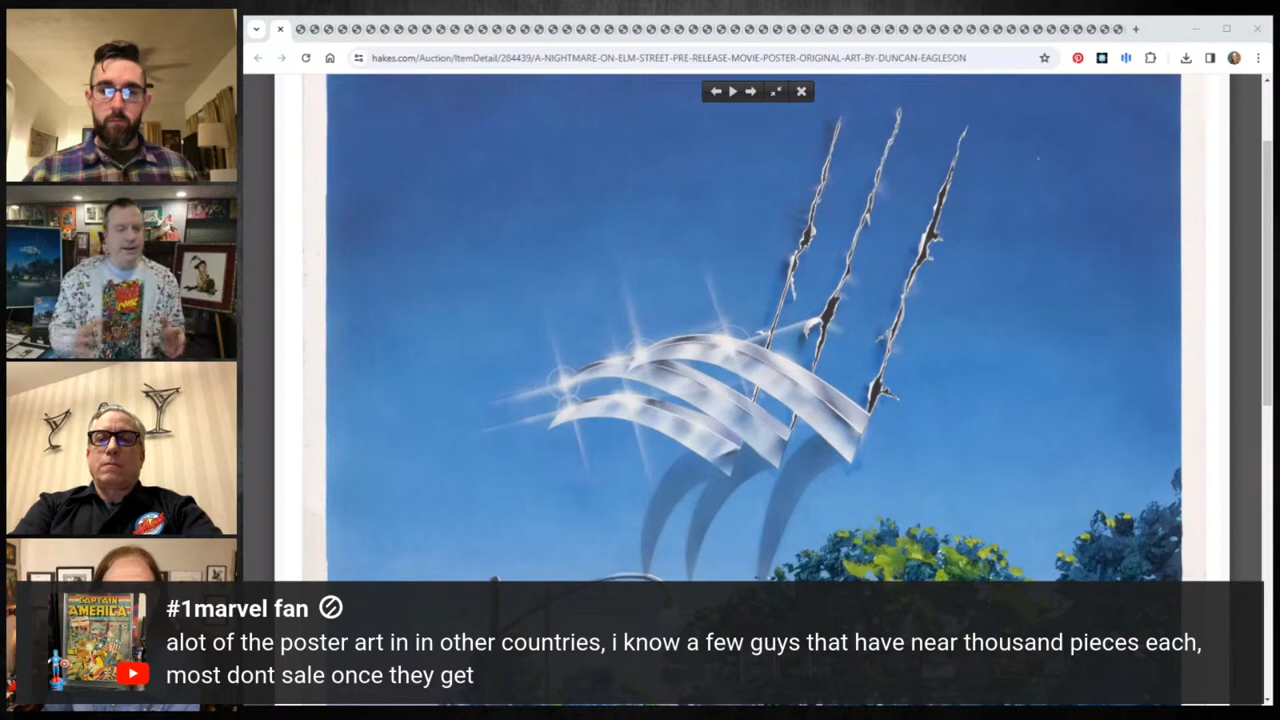 hakes.com/Auction/ItemDetail/284439/A-NIGHTMARE-ON-ELM-STREET-PRE-RELEASE-MOVIE-POSTER-ORIGINAL-ART-BY-DUNCAN-EAGLESON
CAPTAIN
AMERICA
#1marvel fan
alot of the poster art in in other countries, i know a few guys that have near thousand pieces each,
most dont sale once they get